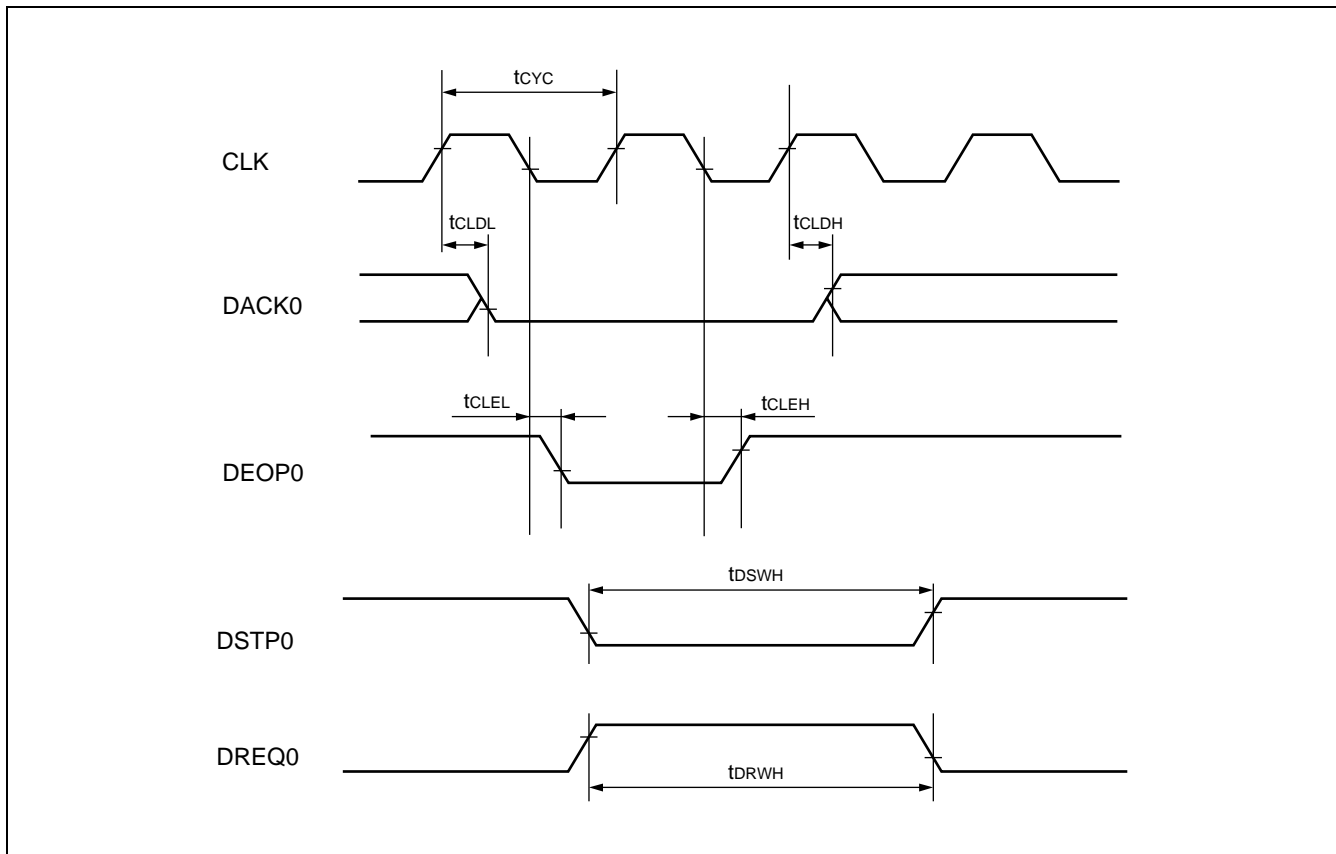 tCYC
CLK
tCLDL
tCLDH
DACK0
tCLEL
tCLEH
DEOP0
tDSWH
DSTP0
DREQ0
tDRWH